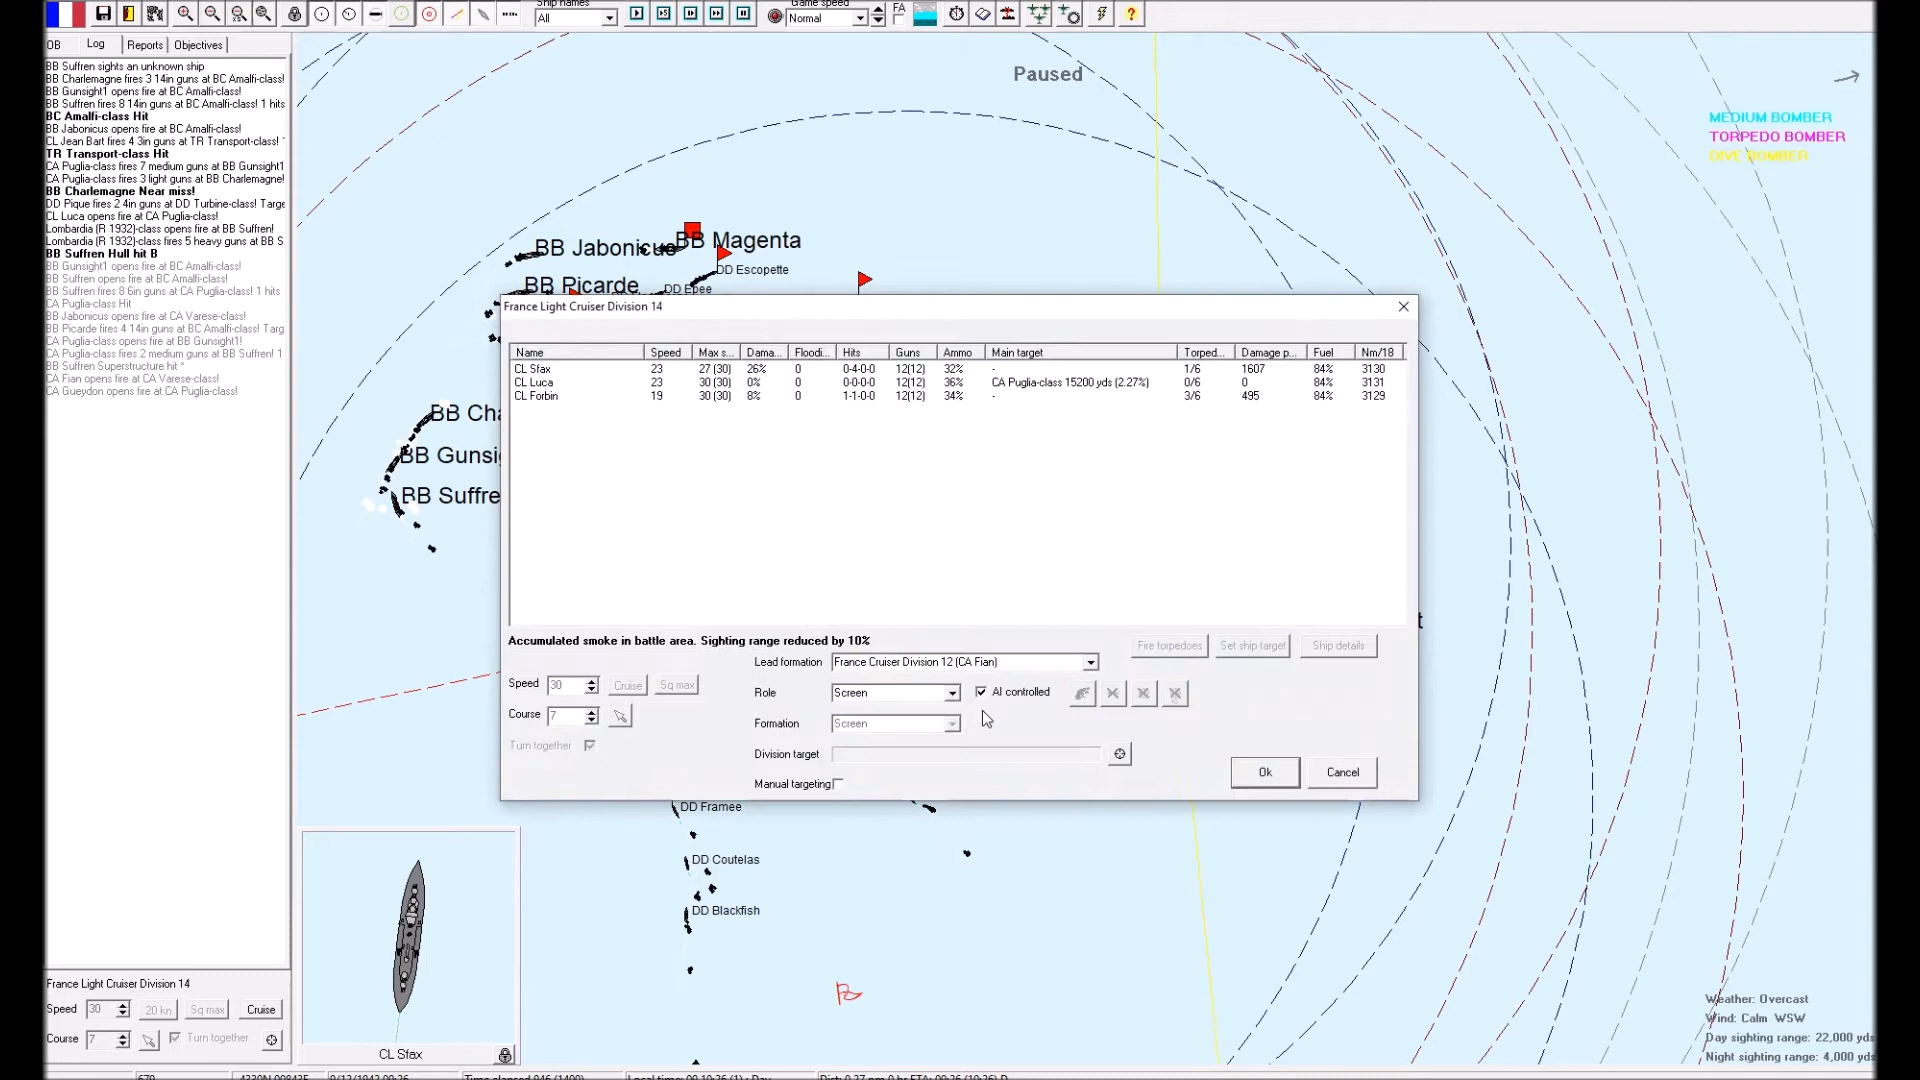 Ship names
All
Game speed
Normal
FA
OB Log Reports Objectives
BB Suffren sights an unknown ship
BB Charlemagne fires 3 14in guns at BC Amalfi-class!
BB Gunsight1 opens fire at BC Amalfi-class!
BB Suffren fires 8 14in guns at BC Amalfi-class! 1 hits
BC Amalfi-class Hit
BB Jabonicus opens fire at BC Amalfi-class!
CL Jean Bart fires 4 3in guns at TR Transport-class!
TR Transport-class Hit
CA Puglia-class fires 7 medium guns at BB Gunsight1
CA Puglia-class fires 3 light guns at BB Charlemagne!
BB Charlemagne Near miss!
DD Pique fires 2 4in guns at DD Turbine-class! Targe
CL Luca opens fire at CA Puglia-class!
Lombardia (R 1932)-class opens fire at BB Suffren!
Lombardia (R 1932)-class fires 5 heavy guns at BB S
BB Suffren Hull hit B
BB Gunsight1 opens fire at BC Amalfi-class!
BB Suffren opens fire at BC Amalfi-class!
BB Suffren fires 8 6in guns at CA Puglia-class! 1 hits
CA Puglia-class Hit
BB Jabonicus opens fire at CA Varese-class!
BB Picarde fires 4 14in guns at BC Amalfi-class! Targ
CA Puglia-class opens fire at BB Gunsight1!
CA Puglia-class fires 2 medium guns at BB Suffren! 1
BB Suffren Superstructure hit *
CA Fian opens fire at CA Varese-class!
CA Gueydon opens fire at CA Puglia-class!
Paused
MEDIUM BOMBER
TORPEDO BOMBER
DIVE BOMBER
BB Jabonicus
BB Magenta
DD Escopette
BB Picarde
DD Epee
BB Cha
BB Gunsig
BB Suffre
France Light Cruiser Division 14
Name Speed Max s... Dama... Floodi... Hits Guns Ammo Main target Torped... Damage p... Fuel Nm/18
CL Sfax 23 27 (30) 26% 0 0-4-0-0 12(12) 32% - 1/6 1607 84% 3130
CL Luca 23 30 (30) 0% 0 0-0-0-0 12(12) 36% CA Puglia-class 15200 yds (2.27%) 0/6 0 84% 3131
CL Forbin 19 30 (30) 8% 0 1-1-0-0 12(12) 34% - 3/6 495 84% 3129
Accumulated smoke in battle area. Sighting range reduced by 10%
Fire torpedoes Set ship target Ship details
Lead formation France Cruiser Division 12 (CA Fian)
Speed 30 Cruise Sq max
Role Screen AI controlled
Course 7
Formation Screen
Turn together
Division target
Manual targeting
Ok Cancel
DD Framee
DD Coutelas
DD Blackfish
CL Sfax
France Light Cruiser Division 14
Speed 30 20 kn Sq max Cruise
Course 7 Turn together
Weather: Overcast
Wind: Calm WSW
Day sighting range: 22,000 yds
Night sighting range: 4,000 yds